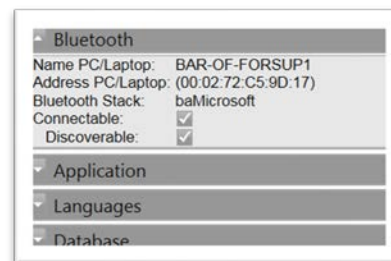 Bluetooth
Name PC/Laptop: BAR-OF-FORSUP1
Address PC/Laptop: (00:02:72:C5:9D:17)
Bluetooth Stack: baMicrosoft
Connectable:
Discoverable:
Application
Languages
Database